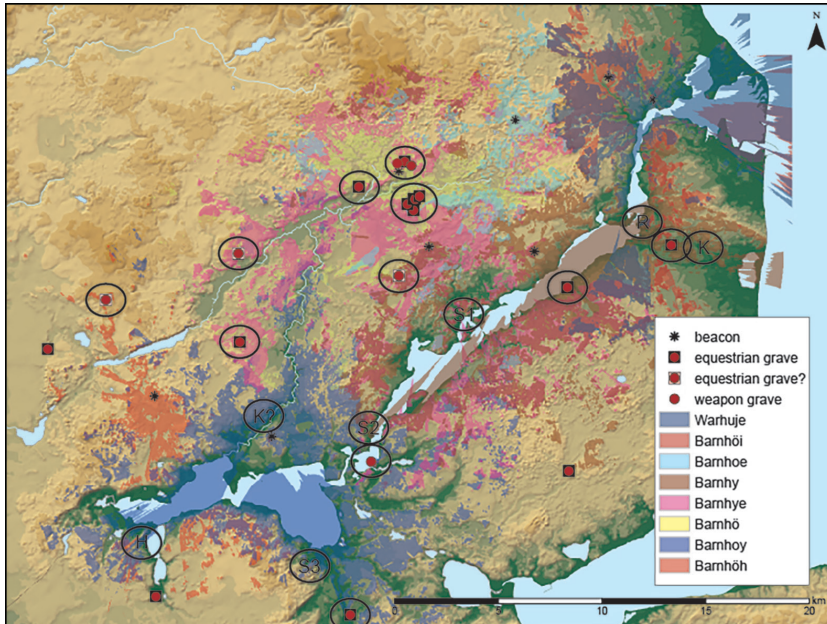 N
R
K
S1
K2
S2
H
S3
beacon
equestrian grave
equestrian grave?
weapon grave
Warhuje
Barnhöi
Barnhoe
Barnhy
Barnhye
Barnhö
Barnhoy
Barnhöh
0 5 10 15 20
km